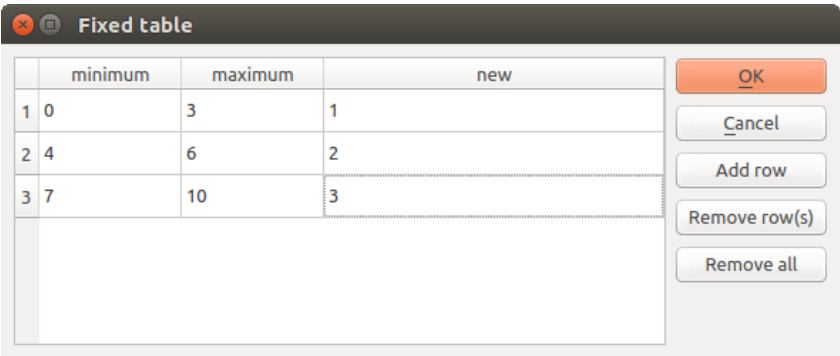 Fixed table
minimum maximum new
1 0 3 1
2 4 6 2
3 7 10 3
OK
Cancel
Add row
Remove row(s)
Remove all